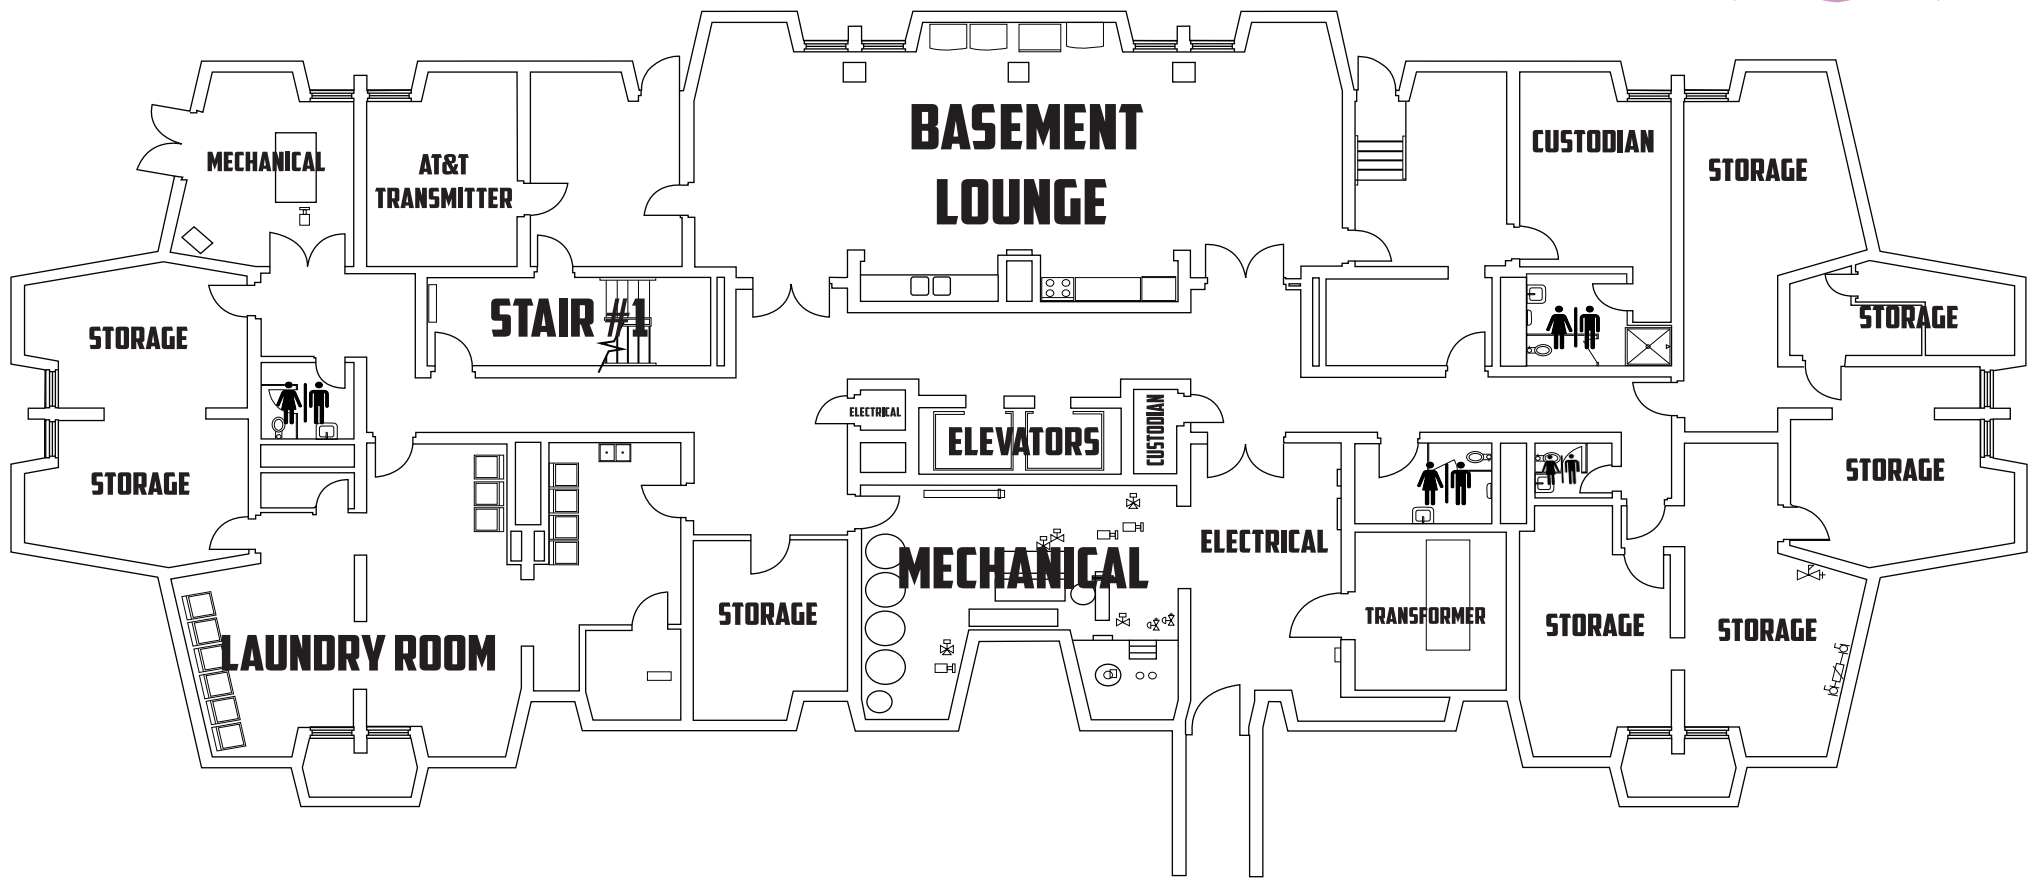 BASEMENT
LOUNGE
MECHANICAL
AT&T
TRANSMITTER
CUSTODIAN
STORAGE
STORAGE
STAIR #1
STORAGE
ELECTRICAL
ELEVATORS
CUSTODIAN
STORAGE
STORAGE
MECHANICAL
ELECTRICAL
LAUNDRY ROOM
STORAGE
TRANSFORMER
STORAGE
STORAGE